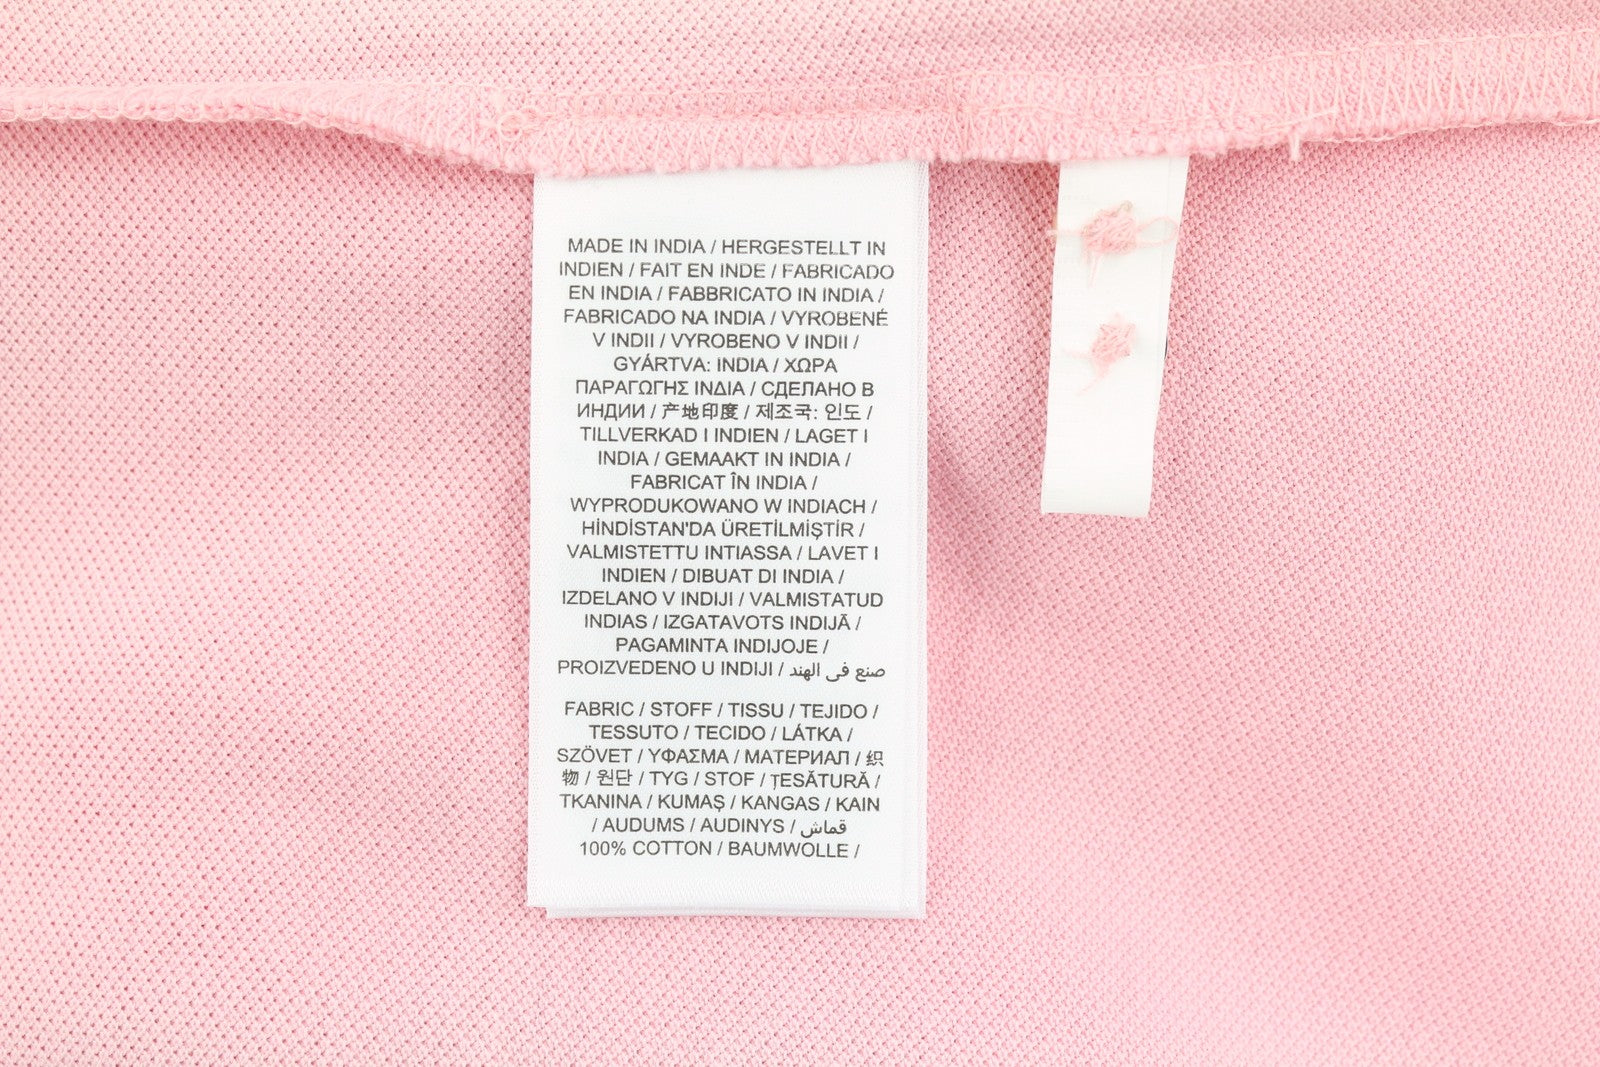 MADE IN INDIA / HERGESTELLT IN
INDIEN / FAIT EN INDE / FABRICADO
EN INDIA / FABBRICATO IN INDIA /
FABRICADO NA INDIA / VYROBENÉ
V INDII / VYROBENO V INDII /
GYÁRTVA: INDIA / ΧΩΡΑ
ΠΑΡΑΓΩΓΗΣ ΙΝΔΙΑ / СДЕЛАНО В
ИНДИИ / 产地印度 / 제조국: 인도 /
TILLVERKAD I INDIEN / LAGET I
INDIA / GEMAAKT IN INDIA /
FABRICAT ÎN INDIA /
WYPRODUKOWANO W INDIACH /
HİNDİSTAN'DA ÜRETİLMİŞTİR /
VALMISTETTU INTIASSA / LAVET I
INDIEN / DIBUAT DI INDIA /
IZDELANO V INDIJI / VALMISTATUD
INDIAS / IZGATAVOTS INDIJĀ /
PAGAMINTA INDIJOJE /
PROIZVEDENO U INDIJI / صنع فى الهند
FABRIC / STOFF / TISSU / TEJIDO /
TESSUTO / TECIDO / LÁTKA /
SZÖVET / ΥΦΑΣΜΑ / МАТЕРИАЛ / 织
物 / 원단 / TYG / STOF / ȚESĂTURĂ /
TKANINA / KUMAŞ / KANGAS / KAIN
/ AUDUMS / AUDINYS / قماش
100% COTTON / BAUMWOLLE /